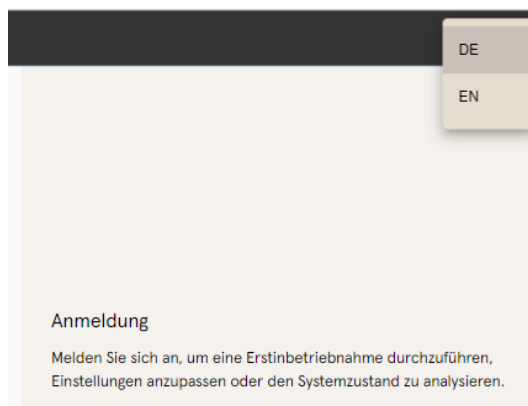 DE
EN
Anmeldung
Melden Sie sich an, um eine Erstinbetriebnahme durchzuführen,
Einstellungen anzupassen oder den Systemzustand zu analysieren.